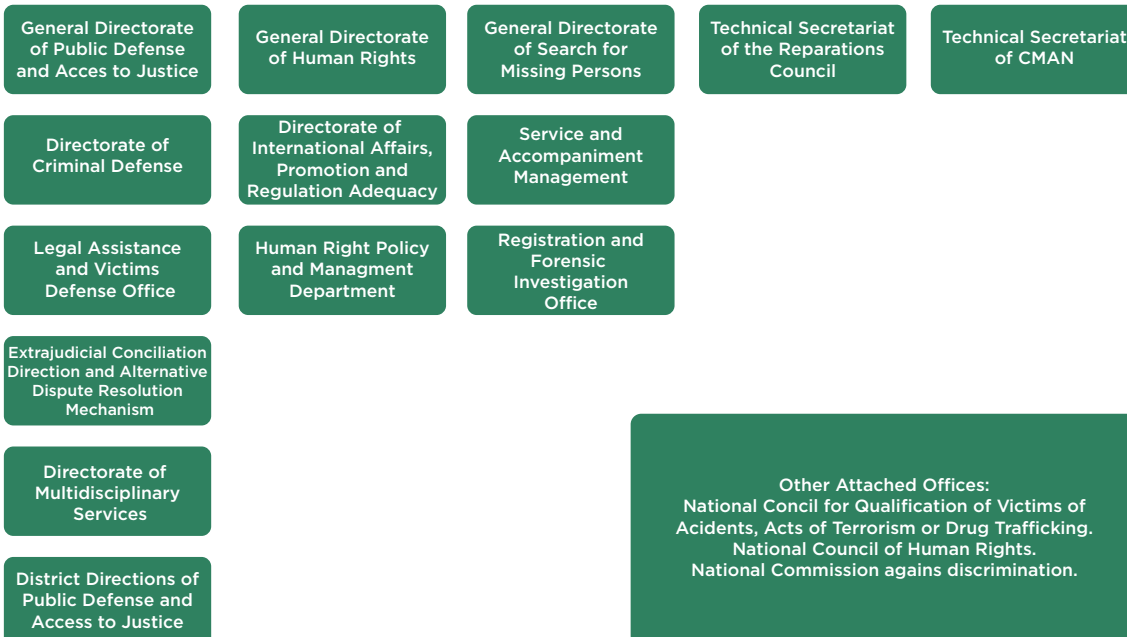 General Directorate
of Public Defense
and Acces to Justice
General Directorate
of Human Rights
General Directorate
of Search for
Missing Persons
Technical Secretariat
of the Reparations
Council
Technical Secretariat
of CMAN
Directorate of
Criminal Defense
Directorate of
International Affairs,
Promotion and
Regulation Adequacy
Service and
Accompaniment
Management
Legal Assistance
and Victims
Defense Office
Human Right Policy
and Managment
Department
Registration and
Forensic
Investigation
Office
Extrajudicial Conciliation
Direction and Alternative
Dispute Resolution
Mechanism
Directorate of
Multidisciplinary
Services
District Directions of
Public Defense and
Access to Justice
Other Attached Offices:
National Concil for Qualification of Victims of
Acidents, Acts of Terrorism or Drug Trafficking.
National Council of Human Rights.
National Commission agains discrimination.